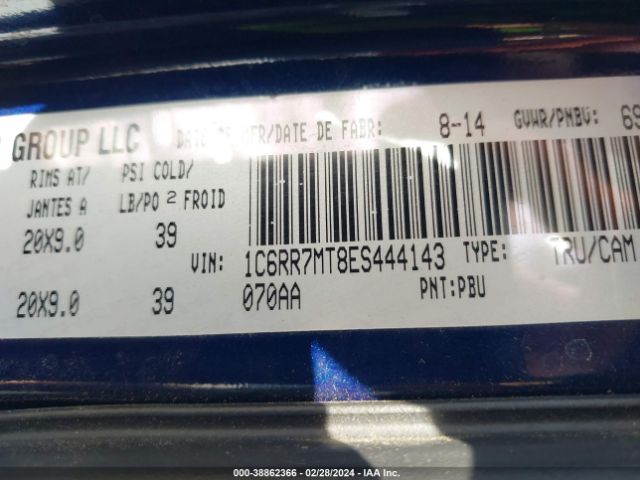 GROUP LLC DATE OF MFR/DATE DE FABR: 8-14 GVWR/PNBV:
RIMS AT/ PSI COLD/
JANTES A LB/PO 2 FROID
20X9.0 39
VIN: 1C6RR7MT8ES444143 TYPE: TRU/CAM
20X9.0 39 070AA PNT:PBU
000-38862366 - 02/28/2024 - IAA Inc.